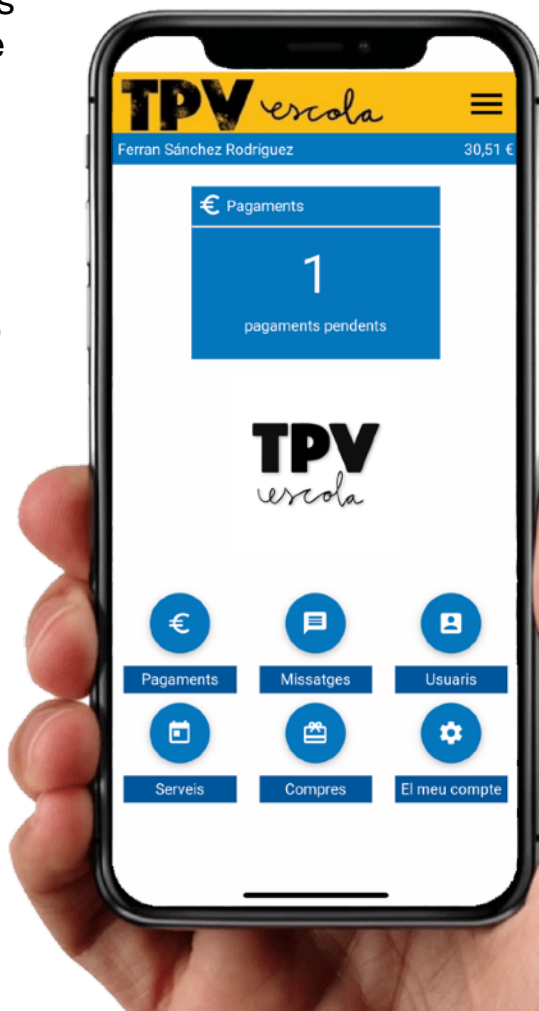 s
e
TPV escola
Ferran Sánchez Rodríguez 30,51 €
€ Pagaments
1
pagaments pendents
TPV
escola
€
Pagaments Missatges Usuaris
Serveis Compres El meu compte